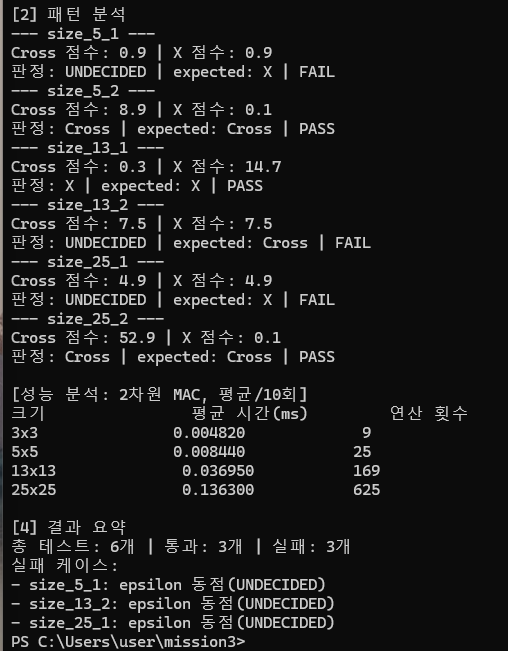 [2] 패턴 분석
--- size_5_1 ---
Cross 점수: 0.9 | X 점수: 0.9
판정: UNDECIDED | expected: X | FAIL
--- size_5_2 ---
Cross 점수: 8.9 | X 점수: 0.1
판정: Cross | expected: Cross | PASS
--- size_13_1 ---
Cross 점수: 0.3 | X 점수: 14.7
판정: X | expected: X | PASS
--- size_13_2 ---
Cross 점수: 7.5 | X 점수: 7.5
판정: UNDECIDED | expected: Cross | FAIL
--- size_25_1 ---
Cross 점수: 4.9 | X 점수: 4.9
판정: UNDECIDED | expected: X | FAIL
--- size_25_2 ---
Cross 점수: 52.9 | X 점수: 0.1
판정: Cross | expected: Cross | PASS
[성능 분석: 2차원 MAC, 평균/10회]
크기 평균 시간(ms) 연산 횟수
3x3 0.004820 9
5x5 0.008440 25
13x13 0.036950 169
25x25 0.136300 625
[4] 결과 요약
총 테스트: 6개 | 통과: 3개 | 실패: 3개
실패 케이스:
- size_5_1: epsilon 동점(UNDECIDED)
- size_13_2: epsilon 동점(UNDECIDED)
- size_25_1: epsilon 동점(UNDECIDED)
PS C:\Users\user\mission3>